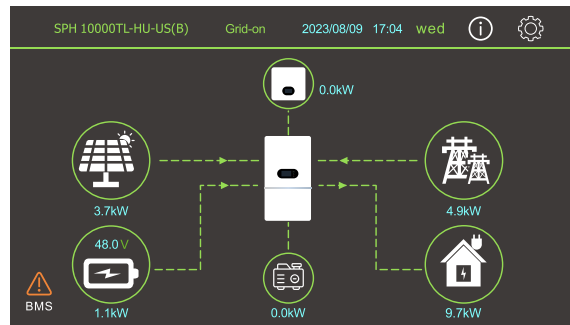 SPH 10000TL-HU-US(B) Grid-on 2023/08/09 17:04 wed
0.0kW
3.7kW 4.9kW
48.0V
BMS
1.1kW 0.0kW 9.7kW